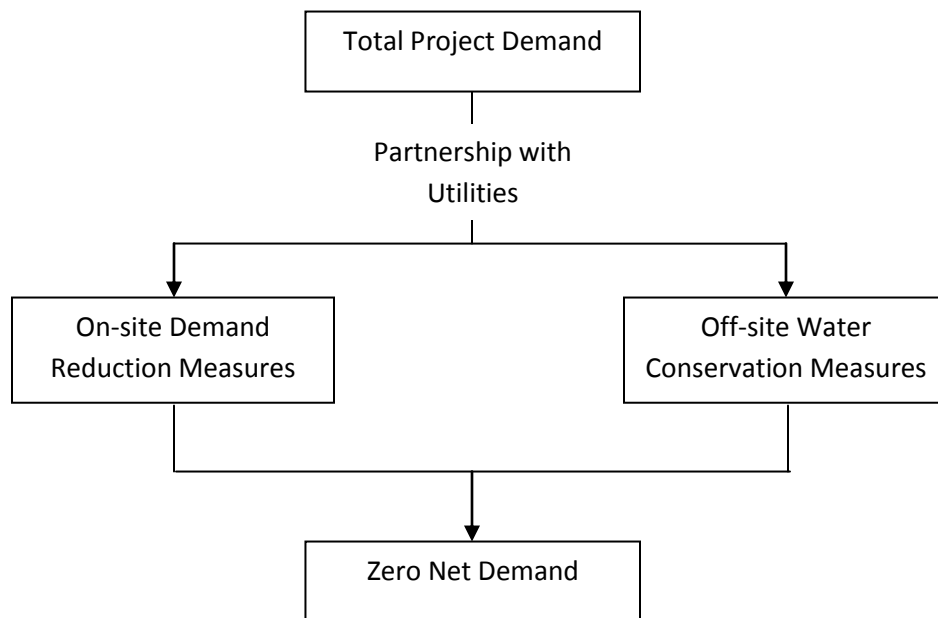 Total Project Demand
Partnership with
Utilities
On-site Demand
Reduction Measures
Off-site Water
Conservation Measures
Zero Net Demand